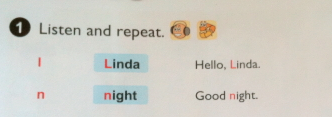 1 Listen and repeat.
l Linda Hello, Linda.
n night Good night.